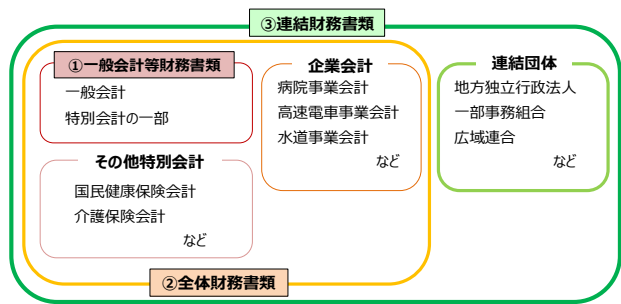 ③連結財務書類
①一般会計等財務書類
一般会計
特別会計の一部
その他特別会計
国民健康保険会計
介護保険会計
など
企業会計
病院事業会計
高速電車事業会計
水道事業会計
など
②全体財務書類
連結団体
地方独立行政法人
一部事務組合
広域連合
など